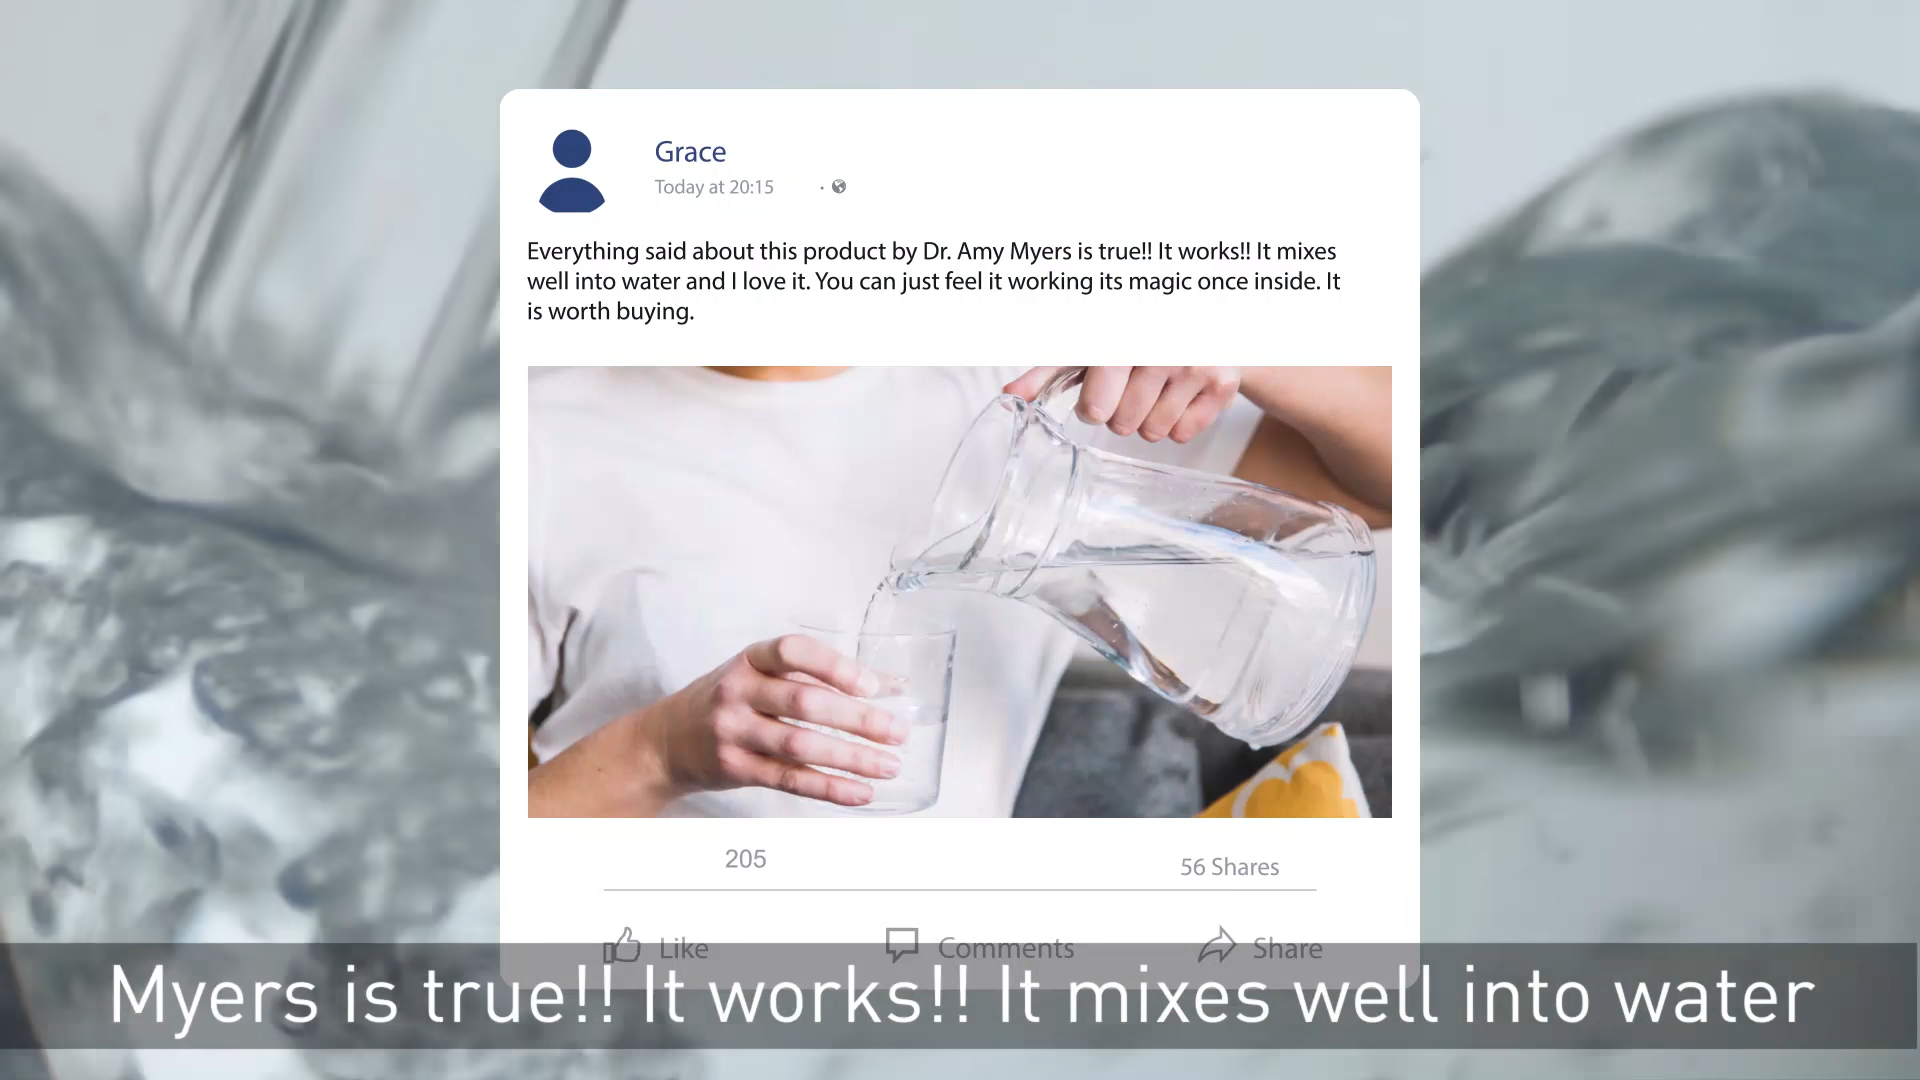 Grace
Today at 20:15
Everything said about this product by Dr. Amy Myers is true!! It works!! It mixes
well into water and I love it. You can just feel it working its magic once inside. It
is worth buying.
205
56 Shares
Like
Comments
Share
Myers is true!! It works!! It mixes well into water